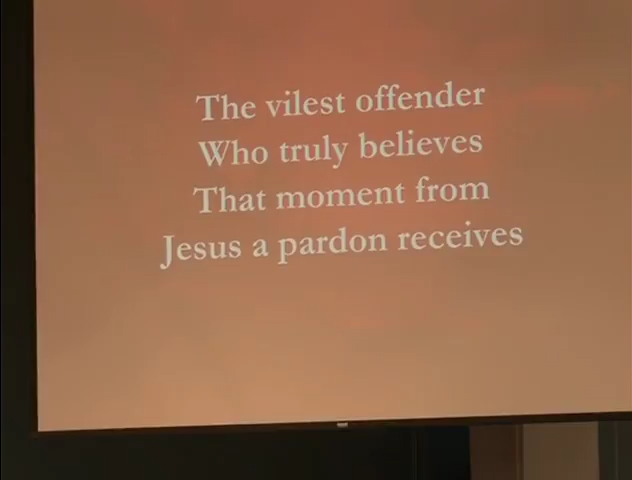 The vilest offender
Who truly believes
That moment from
Jesus a pardon receives